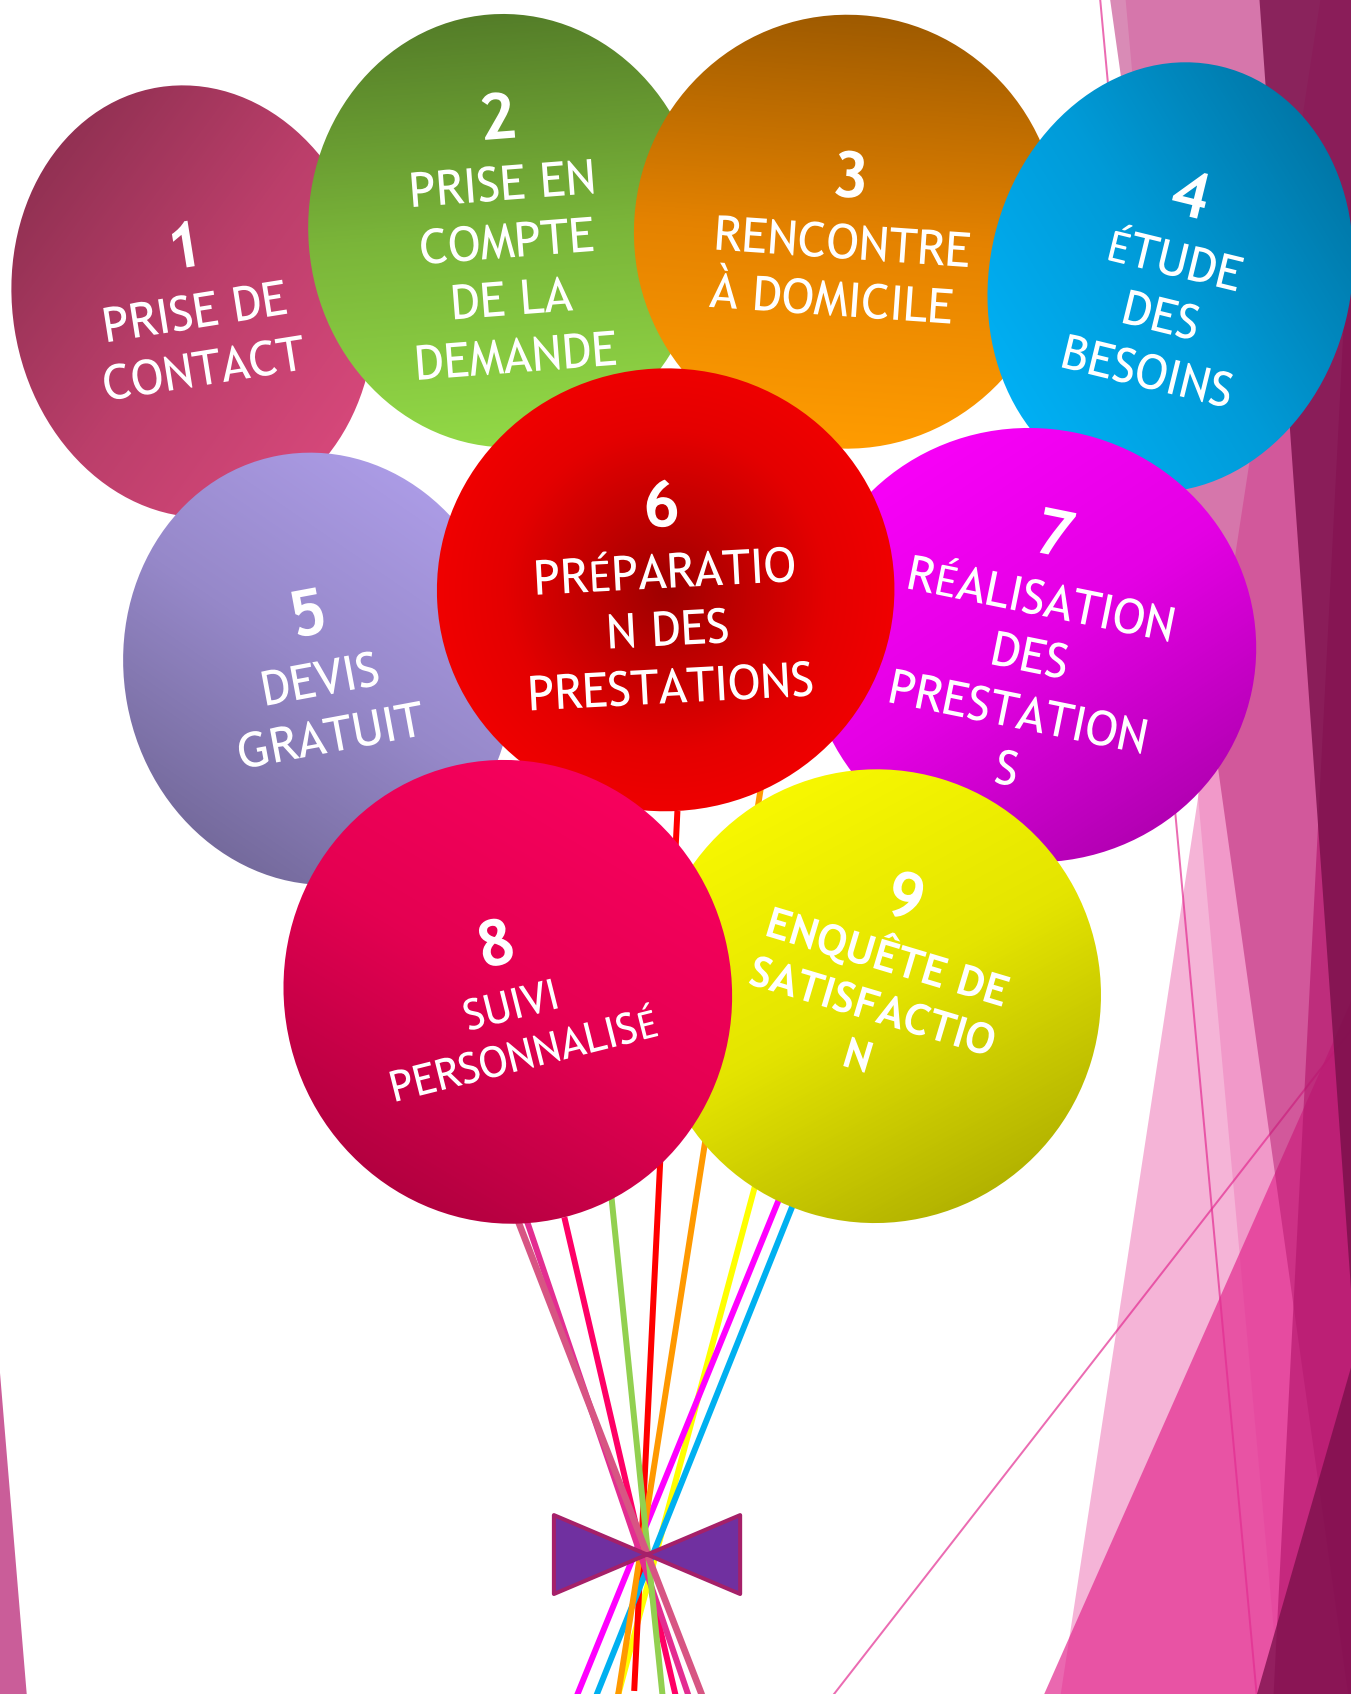 1
PRISE DE
CONTACT
2
PRISE EN
COMPTE
DE LA
DEMANDE
3
RENCONTRE
À DOMICILE
4
ÉTUDE
DES
BESOINS
5
DEVIS
GRATUIT
6
PRÉPARATIO
N DES
PRESTATIONS
7
RÉALISATION
DES
PRESTATION
S
8
SUIVI
PERSONNALISÉ
9
ENQUÊTE DE
SATISFACTIO
N